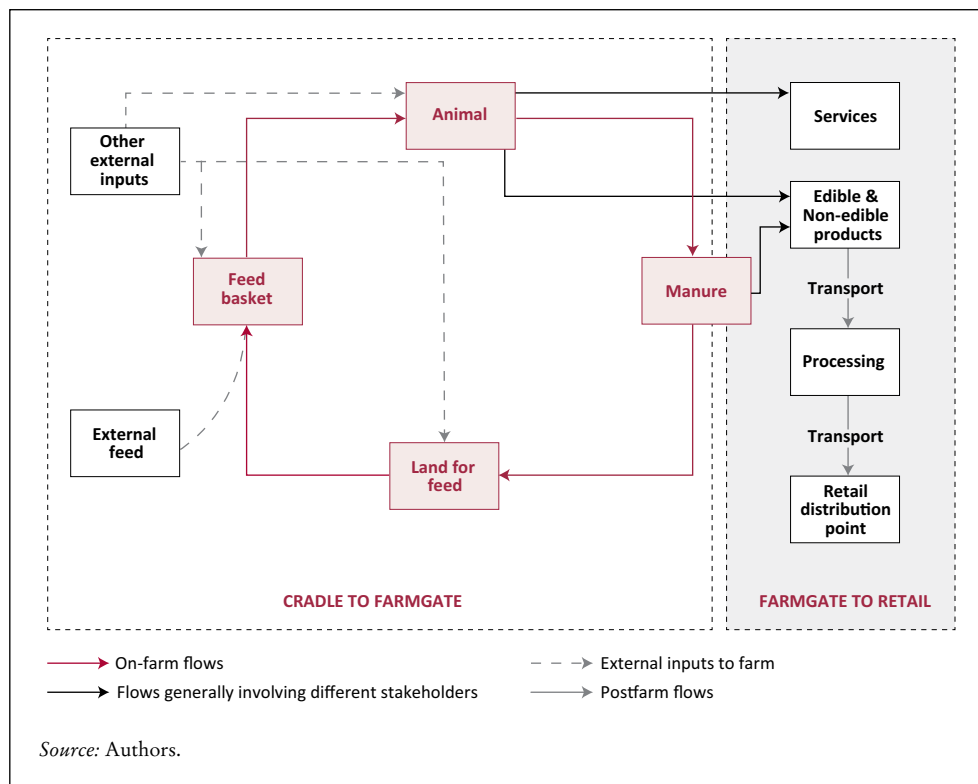 Animal
Services
Other
external
inputs
Edible &
Non-edible
products
Feed
basket
Manure
Transport
Processing
External
feed
Land for
feed
Transport
Retail
distribution
point
CRADLE TO FARMGATE
FARMGATE TO RETAIL
On-farm flows
External inputs to farm
Flows generally involving different stakeholders
Postfarm flows
Source: Authors.